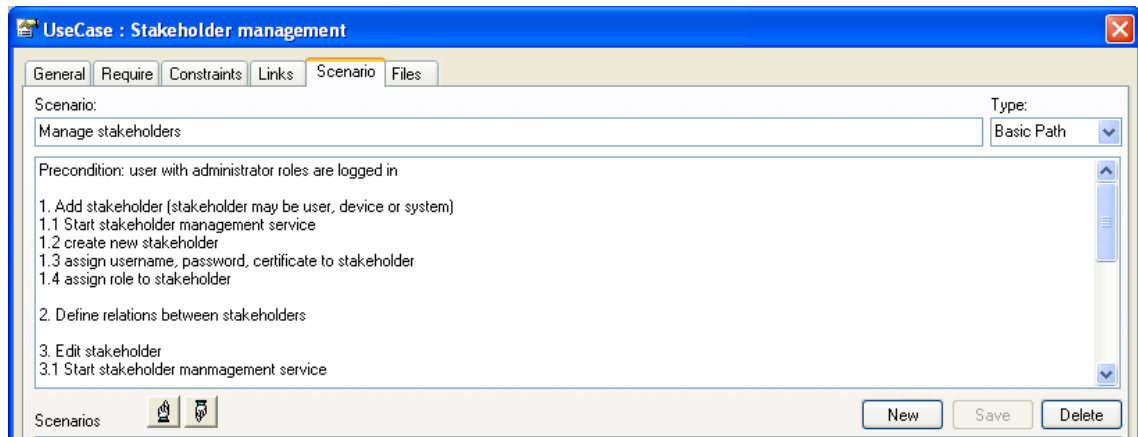 UseCase : Stakeholder management
General Require Constraints Links Scenario Files
Scenario: Type:
Manage stakeholders Basic Path
Precondition: user with administrator roles are logged in
1. Add stakeholder (stakeholder may be user, device or system)
1.1 Start stakeholder management service
1.2 create new stakeholder
1.3 assign username, password, certificate to stakeholder
1.4 assign role to stakeholder
2. Define relations between stakeholders
3. Edit stakeholder
3.1 Start stakeholder manmagement service
Scenarios New Save Delete